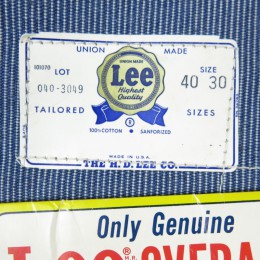 UNION MADE
UNION MADE
Lee
Highest
Quality
101070 LOT
040-3049
SIZE
40 30
TAILORED SIZES
100% COTTON • SANFORIZED
MADE IN U.S.A.
THE H. D. LEE CO.
Only Genuine